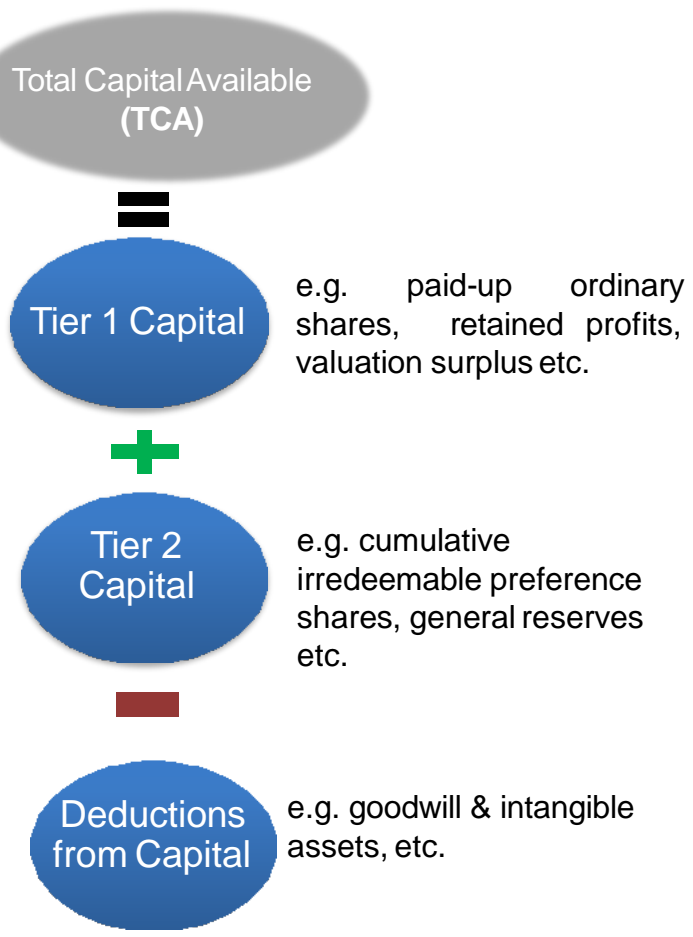 Total Capital Available
(TCA)
Tier 1 Capital
e.g. paid-up ordinary
shares, retained profits,
valuation surplus etc.
Tier 2
Capital
e.g. cumulative
irredeemable preference
shares, general reserves
etc.
Deductions
from Capital
e.g. goodwill & intangible
assets, etc.